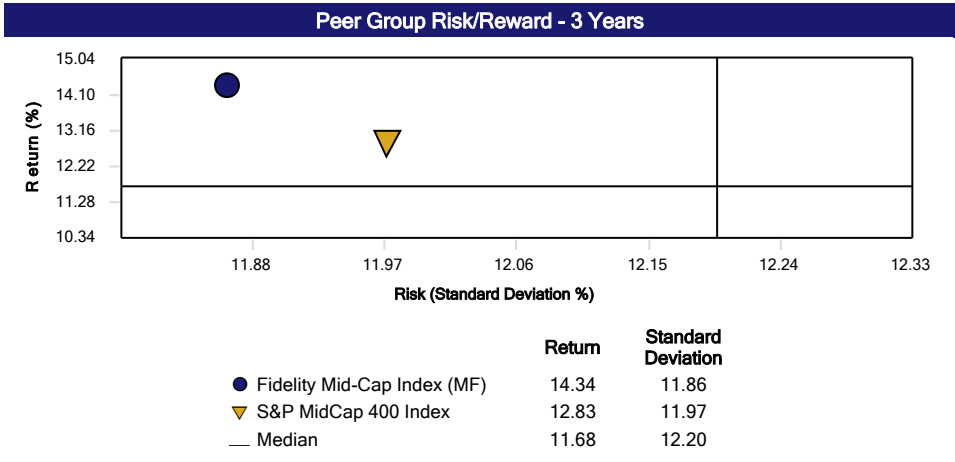 Peer Group Risk/Reward - 3 Years
15.04
14.10
13.16
12.22
11.28
10.34
Return (%)
11.88 11.97 12.06 12.15 12.24 12.33
Risk (Standard Deviation %)
Return Standard Deviation
Fidelity Mid-Cap Index (MF) 14.34 11.86
S&P MidCap 400 Index 12.83 11.97
Median 11.68 12.20